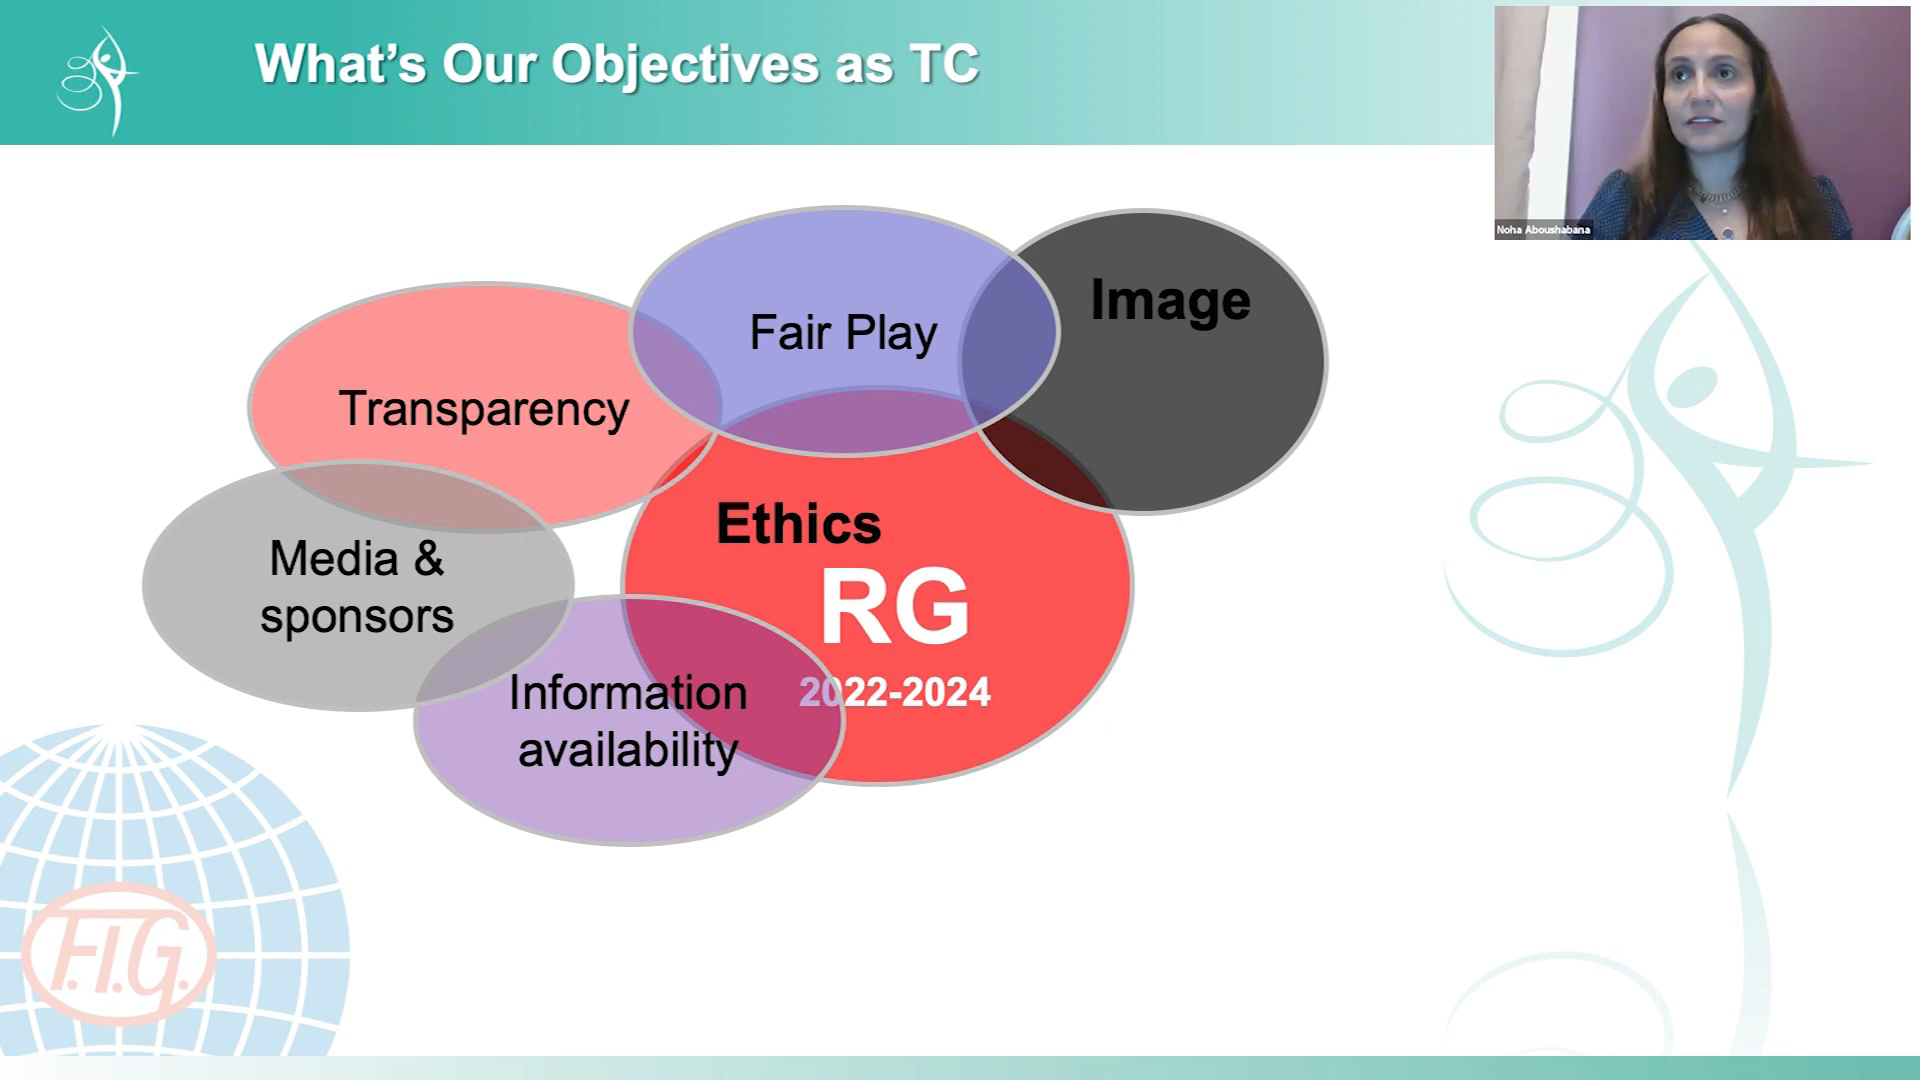 What's Our Objectives as TC
Noha Aboushabana
Fair Play
Image
Transparency
Ethics
RG
2022-2024
Media &
sponsors
Information
availability
F.I.G.